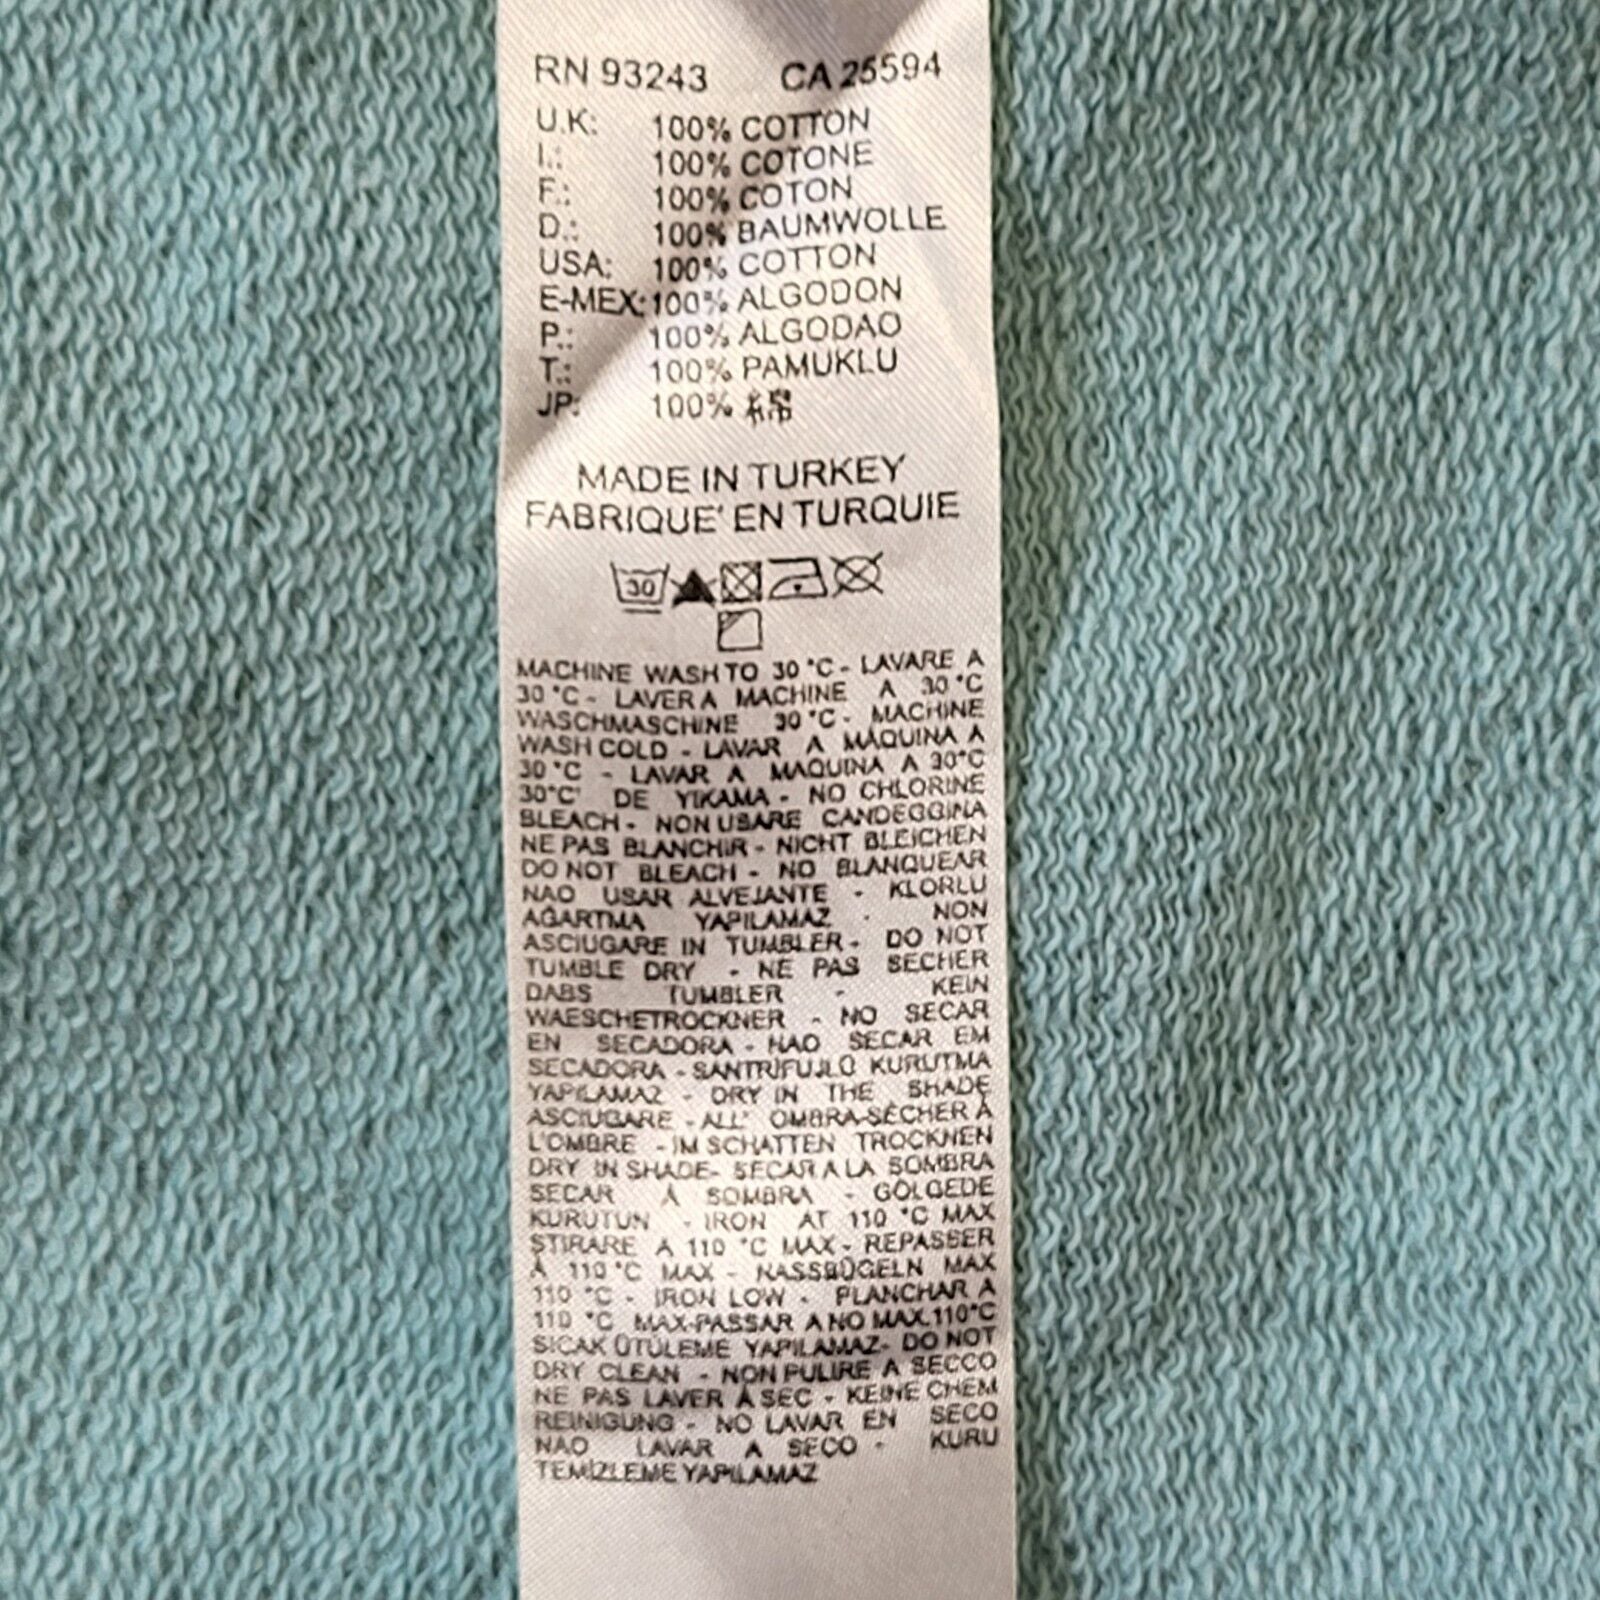 RN 93243 CA 25594
U.K: 100% COTTON
I.: 100% COTONE
F.: 100% COTON
D.: 100% BAUMWOLLE
USA: 100% COTTON
E-MEX: 100% ALGODON
P.: 100% ALGODAO
T.: 100% PAMUKLU
JP: 100% 綿
MADE IN TURKEY
FABRIQUE' EN TURQUIE
30
MACHINE WASH TO 30 °C - LAVARE A
30 °C - LAVER A MACHINE A 30 °C
WASCHMASCHINE 30 °C - MACHINE
WASH COLD - LAVAR A MAQUINA A
30 °C - LAVAR A MAQUINA A 30°C
30°C' DE YIKAMA - NO CHLORINE
BLEACH - NON USARE CANDEGGINA
NE PAS BLANCHIR - NICHT BLEICHEN
DO NOT BLEACH - NO BLANQUEAR
NAO USAR ALVEJANTE - KLORLU
AĞARTMA YAPILAMAZ - NON
ASCIUGARE IN TUMBLER - DO NOT
TUMBLE DRY - NE PAS SECHER
DABS TUMBLER - KEIN
WAESCHETROCKNER - NO SECAR
EN SECADORA - NAO SECAR EM
SECADORA - SANTRIFUJLO KURUTMA
YAPILAMAZ - DRY IN THE SHADE
ASCIUGARE - ALL' OMBRA-SÈCHER À
L'OMBRE - IM SCHATTEN TROCKNEN
DRY IN SHADE- SECAR A LA SOMBRA
SECAR À SOMBRA - GÖLGEDE
KURUTUN - IRON AT 110 °C MAX
STIRARE A 110 °C MAX - REPASSER
À 110 °C MAX - NASSBÜGELN MAX
110 °C - IRON LOW - PLANCHAR A
110 °C MAX-PASSAR A NO MAX.110°C
SICAK ÜTÜLEME YAPILAMAZ- DO NOT
DRY CLEAN - NON PULIRE A SECCO
NE PAS LAVER À SEC - KEINE CHEM
REINIGUNG - NO LAVAR EN SECO
NAO LAVAR A SECO - KURU
TEMİZLEME YAPILAMAZ